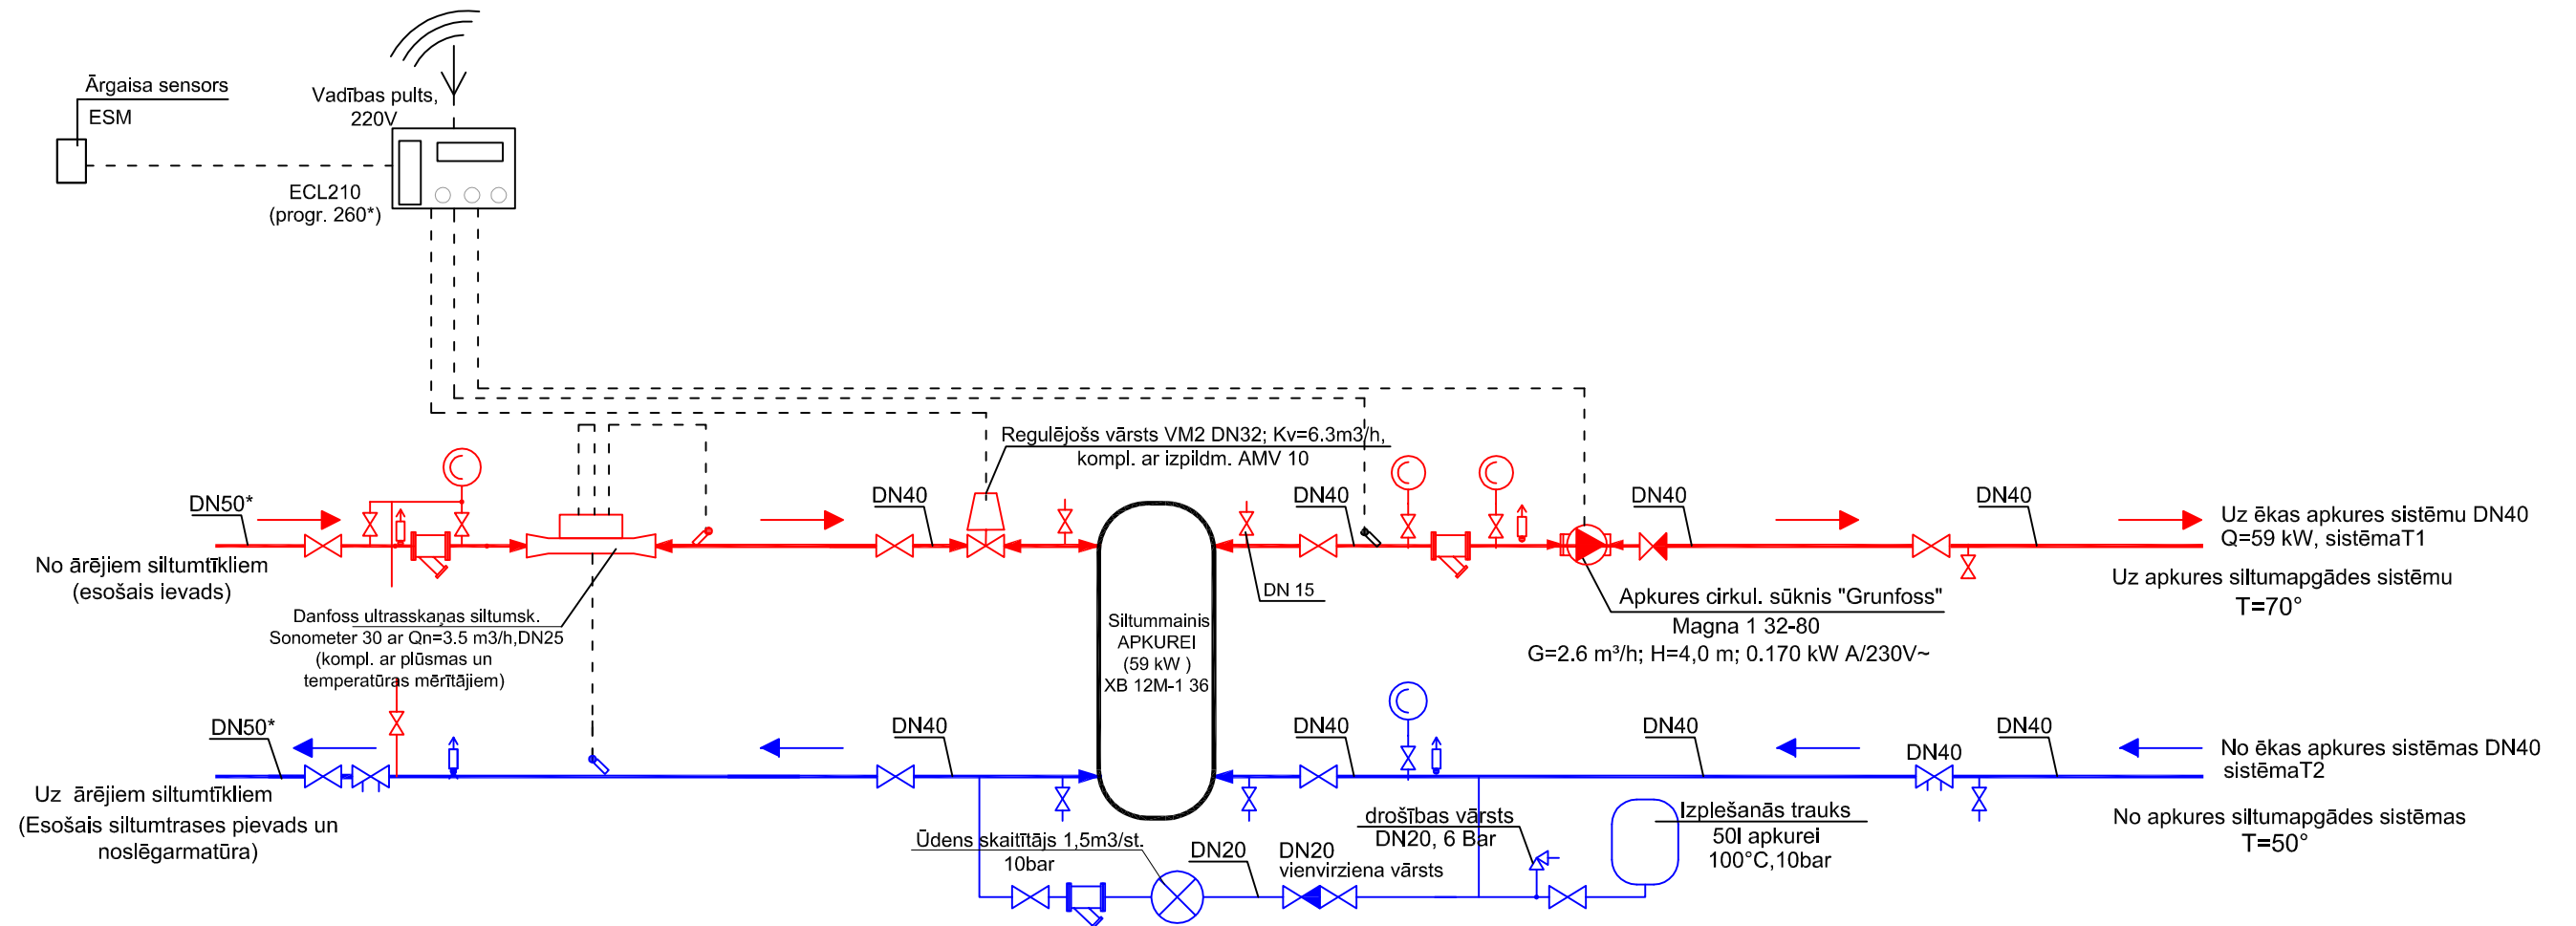 Ārgaisa sensors
ESM
Vadības pults,
220V
ECL210
(progr. 260*)
Regulējošs vārsts VM2 DN32; Kv=6.3m3/h,
kompl. ar izpildm. AMV 10
DN50*
DN40
DN40
DN40
DN40
No ārējiem siltumtīkliem
(esošais ievads)
Uz ēkas apkures sistēmu DN40
Q=59 kW, sistēmaT1
Uz apkures siltumapgādes sistēmu
T=70°
DN 15
Danfoss ultrasskaņas siltumsk.
Sonometer 30 ar Qn=3.5 m3/h,DN25
(kompl. ar plūsmas un
temperatūras mērītājiem)
Siltummainis
APKUREI
(59 kW )
XB 12M-1 36
Apkures cirkul. sūknis "Grunfoss"
Magna 1 32-80
G=2.6 m³/h; H=4,0 m; 0.170 kW A/230V~
DN50*
DN40
DN40
DN40
DN40
DN40
No ēkas apkures sistēmas DN40
sistēmaT2
Uz ārējiem siltumtīkliem
(Esošais siltumtrases pievads un
noslēgarmatūra)
No apkures siltumapgādes sistēmas
T=50°
Ūdens skaitītājs 1,5m3/st.
10bar
DN20
DN20
vienvirziena vārsts
drošības vārsts
DN20, 6 Bar
Izplešanās trauks
50l apkurei
100°C,10bar